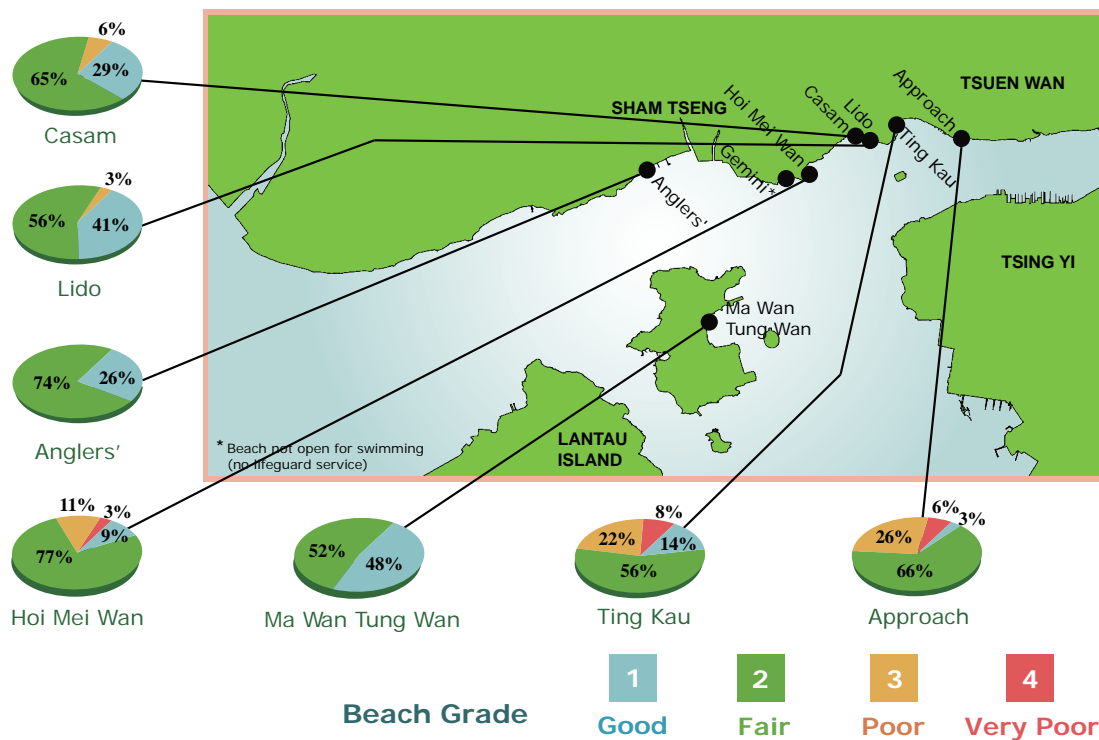 6%
65%
29%
Casam
3%
56%
41%
Lido
74%
26%
Anglers'
11%
3%
9%
77%
Hoi Mei Wan
52%
48%
Ma Wan Tung Wan
8%
22%
14%
56%
Ting Kau
6%
3%
26%
66%
Approach
SHAM TSENG
TSUEN WAN
Anglers'
Gemini*
Hoi Mei Wan
Casam
Lido
Ting Kau
Approach
TSING YI
Ma Wan
Tung Wan
LANTAU
ISLAND
* Beach not open for swimming
(no lifeguard service)
Beach Grade
1
Good
2
Fair
3
Poor
4
Very Poor